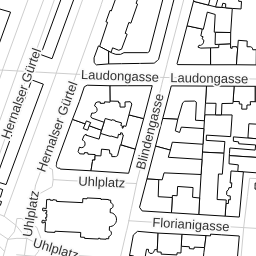 Laudongasse
Laudongasse
Hernalser Gürtel
Hernalser Gürtel
Blindengasse
Uhlplatz
Uhlplatz
Florianigasse
Uhlplatz